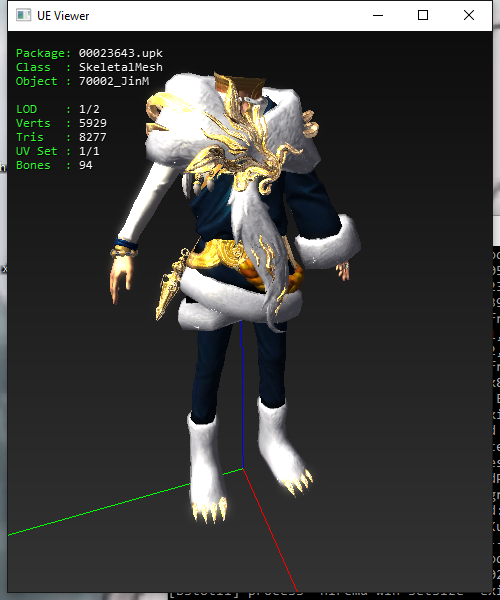 UE Viewer
Package: 00023643.upk
Class : SkeletalMesh
Object : 70002_JinM
LOD : 1/2
Verts : 5929
Tris : 8277
UV Set : 1/1
Bones : 94